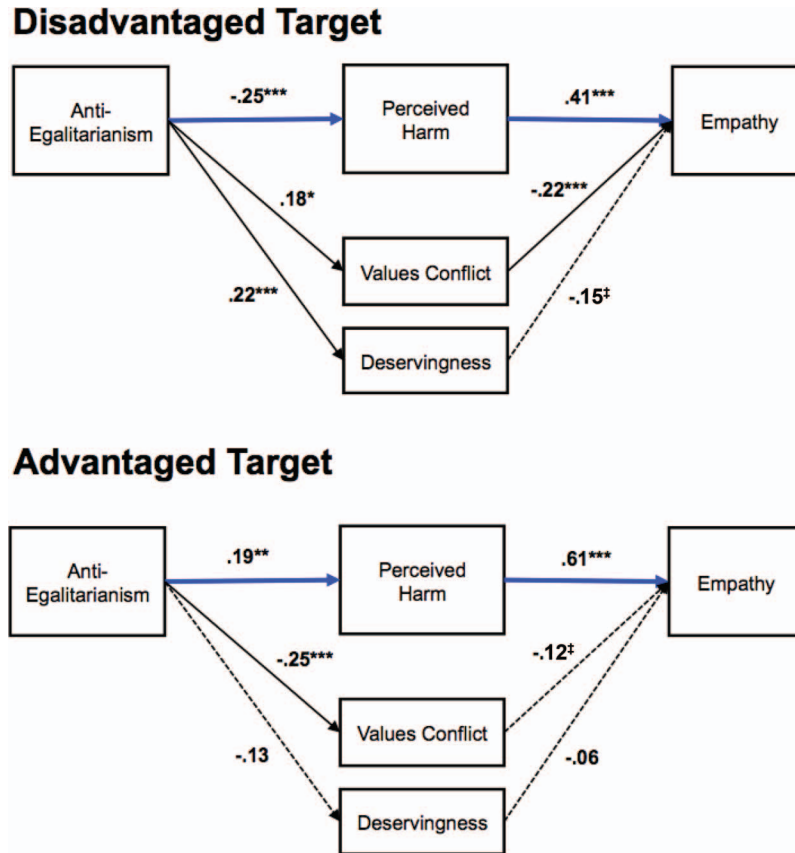 Disadvantaged Target
-.25***
.41***
Anti-
Egalitarianism
Perceived
Harm
Empathy
.18*
-.22***
Values Conflict
.22***
-.15‡
Deservingness
Advantaged Target
.19**
.61***
Anti-
Egalitarianism
Perceived
Harm
Empathy
-.25***
-.12‡
Values Conflict
-.13
-.06
Deservingness